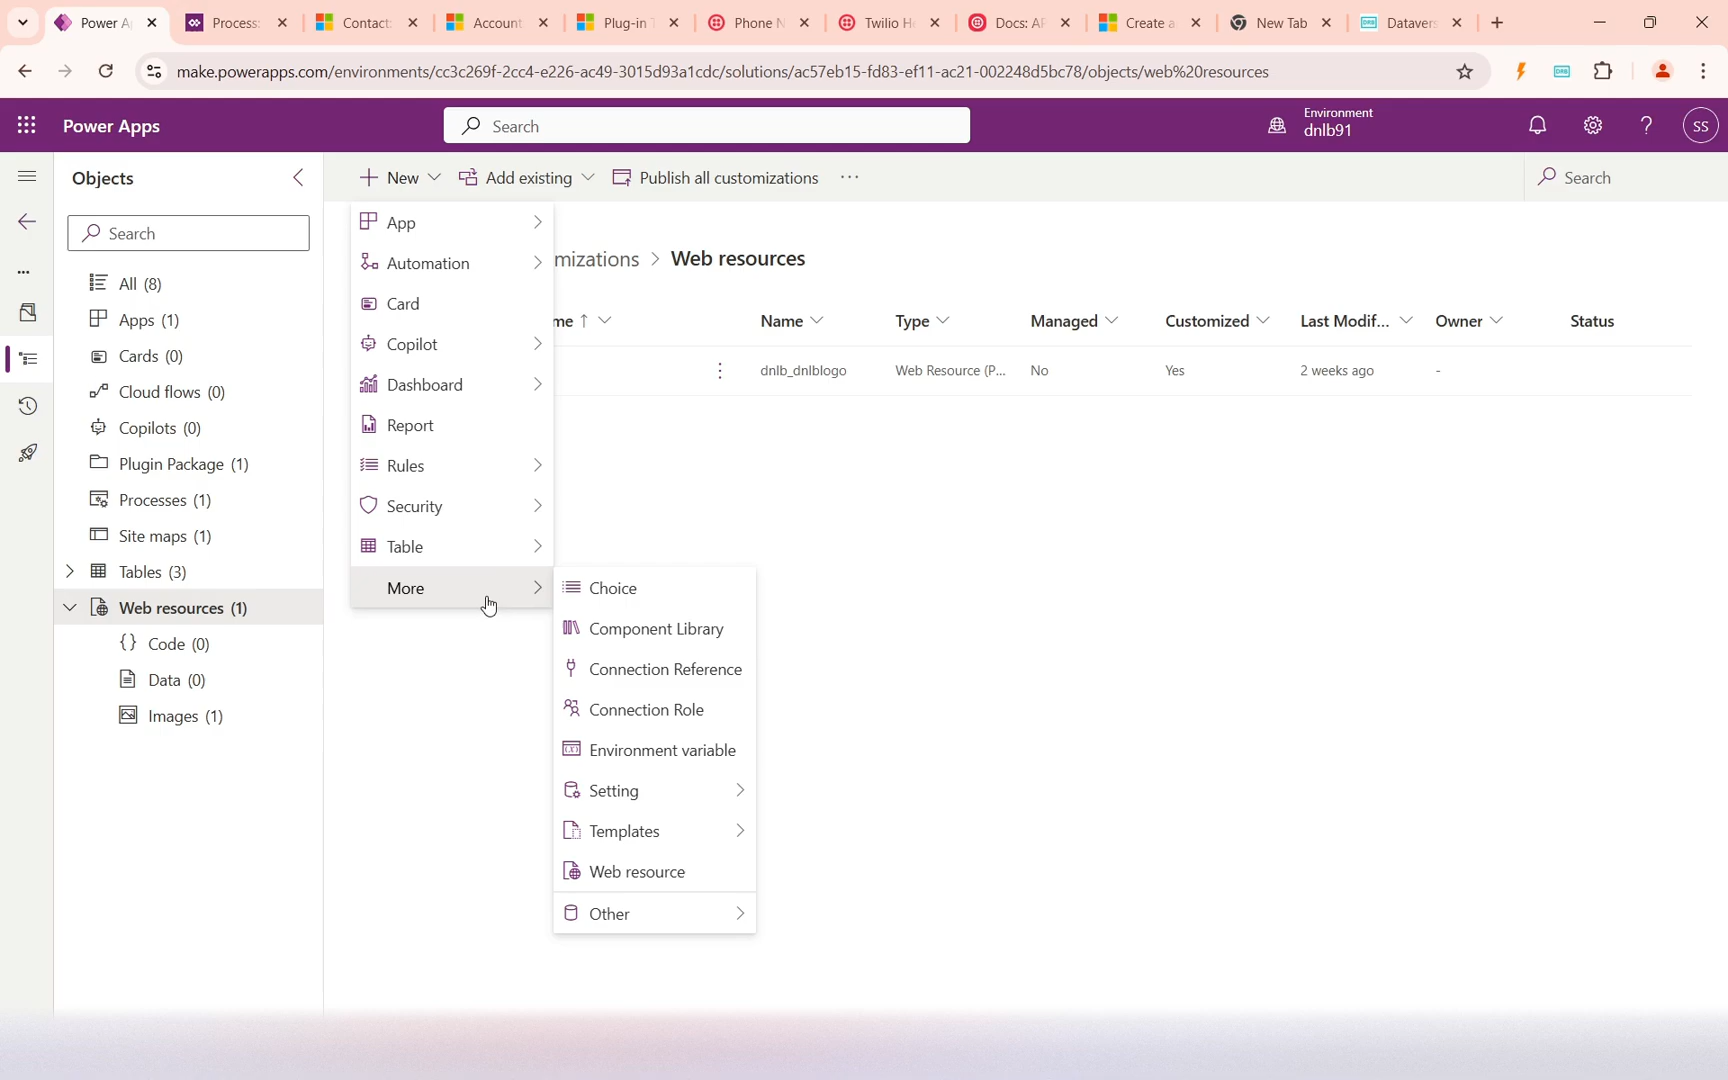 Power A
Process:
Contact:
Account
Plug-in
Phone N
Twilio H
Docs: AP
Create a
New Tab
Datavers
make.powerapps.com/environments/cc3c269f-2cc4-e226-ac49-3015d93a1cdc/solutions/ac57eb15-fd83-ef11-ac21-002248d5bc78/objects/web%20resources
Power Apps
Search
Environment
dnlb91
SS
Objects
Search
All (8)
Apps (1)
Cards (0)
Cloud flows (0)
Copilots (0)
Plugin Package (1)
Processes (1)
Site maps (1)
Tables (3)
Web resources (1)
Code (0)
Data (0)
Images (1)
New
Add existing
Publish all customizations
Search
App
Automation
Card
Copilot
Dashboard
Report
Rules
Security
Table
More
Choice
Component Library
Connection Reference
Connection Role
Environment variable
Setting
Templates
Web resource
Other
mizations > Web resources
me ↑ Name Type Managed Customized Last Modif... Owner Status
dnlb_dnlblogo Web Resource (P... No Yes 2 weeks ago -